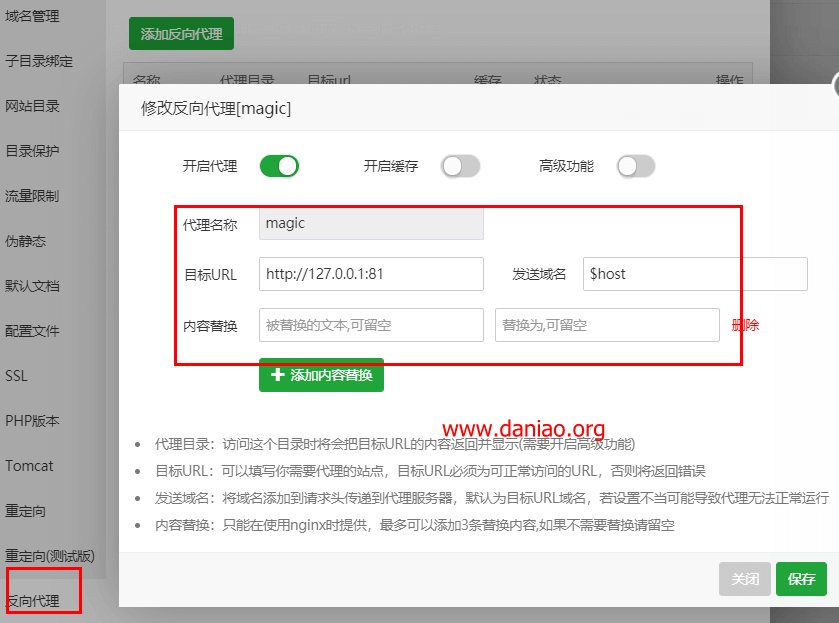 域名管理
子目录绑定
网站目录
目录保护
流量限制
伪静态
默认文档
配置文件
SSL
PHP版本
Tomcat
重定向
重定向(测试版)
反向代理
添加反向代理
名称 代理目录 目标url 缓存 状态 操作
修改反向代理[magic]
开启代理 开启缓存 高级功能
代理名称 magic
目标URL http://127.0.0.1:81 发送域名 $host
内容替换 被替换的文本,可留空 替换为,可留空 删除
+ 添加内容替换
www.daniao.org
代理目录：访问这个目录时将会把目标URL的内容返回并显示(需要开启高级功能)
目标URL：可以填写你需要代理的站点，目标URL必须为可正常访问的URL，否则将返回错误
发送域名：将域名添加到请求头传递到代理服务器，默认为目标URL域名，若设置不当可能导致代理无法正常运行
内容替换：只能在使用nginx时提供，最多可以添加3条替换内容,如果不需要替换请留空
关闭 保存